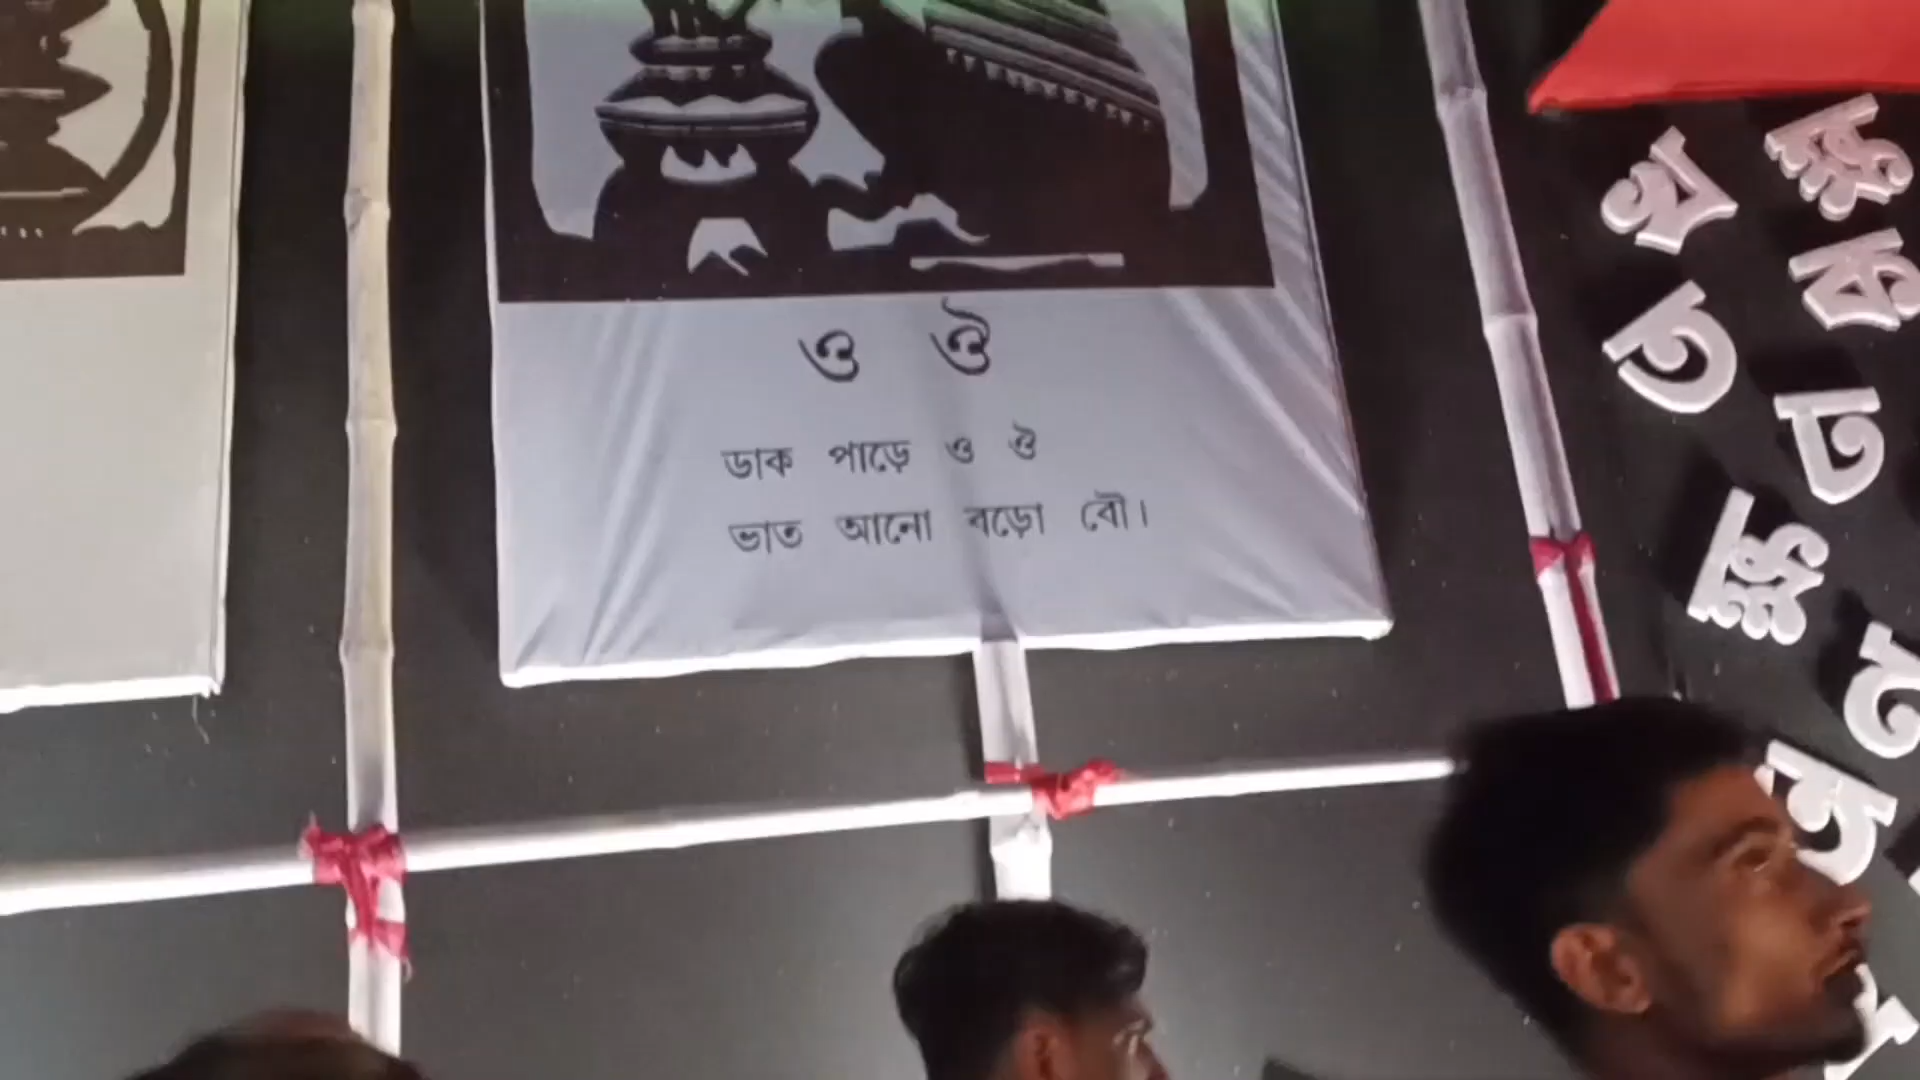 ও ঔ
ডাক পাড়ে ও ঔ
ভাত আনো বড়ো বৌ।
ক্ষ
ক
ত
ঢ